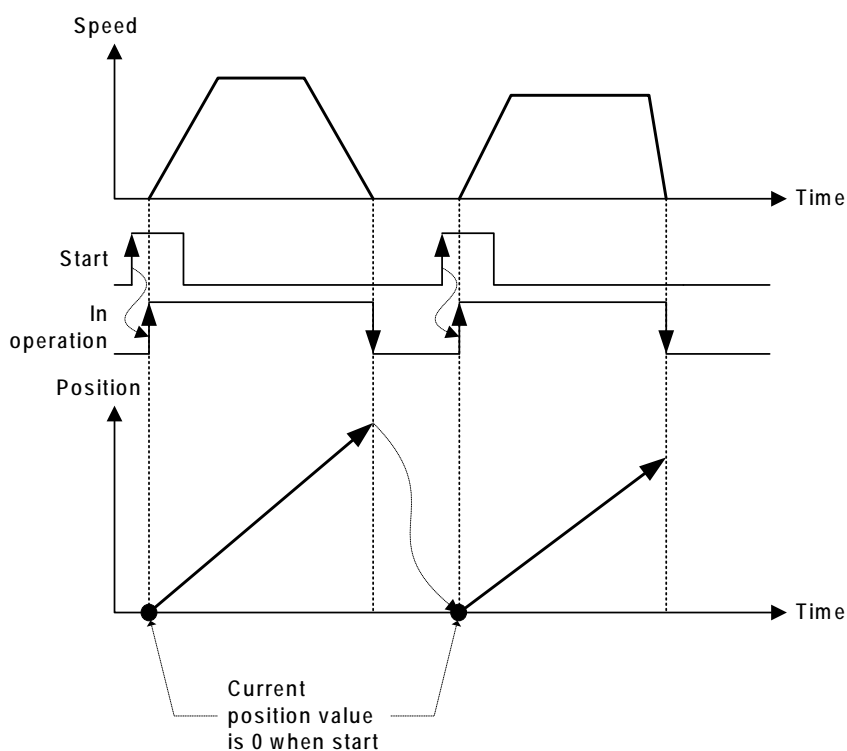 Speed
Time
Start
In
operation
Position
Time
Current
position value
is 0 when start